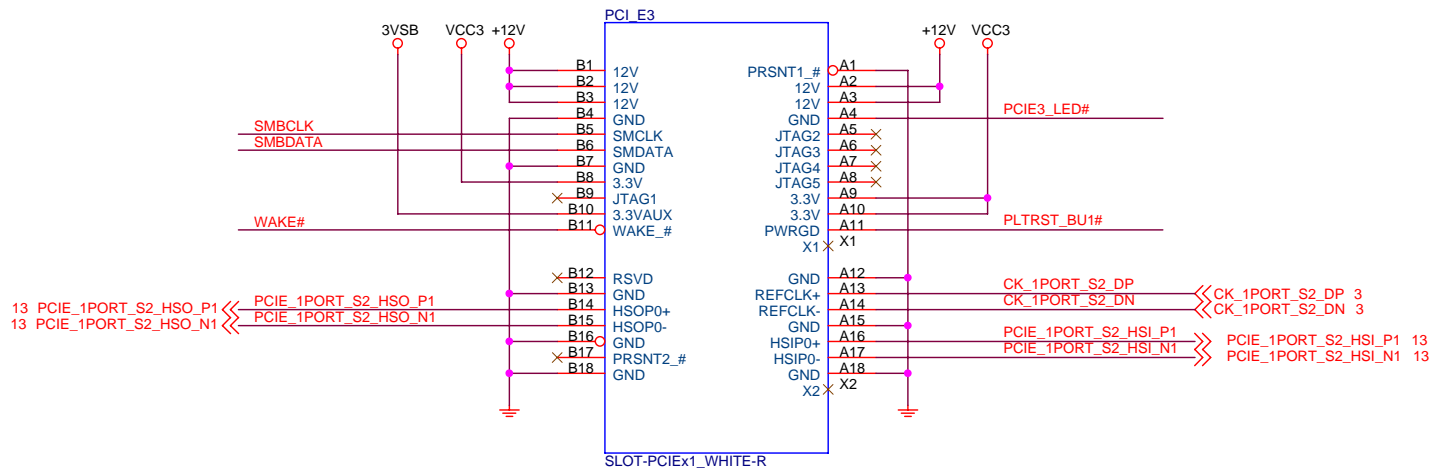 PCI_E3
3VSB VCC3 +12V +12V VCC3
B1 12V PRSNT1_# A1
B2 12V 12V A2
B3 12V 12V A3
B4 GND GND A4 PCIE3_LED#
SMBCLK B5 SMCLK JTAG2 A5
SMBDATA B6 SMDATA JTAG3 A6
B7 GND JTAG4 A7
B8 3.3V JTAG5 A8
B9 JTAG1 3.3V A9
B10 3.3VAUX 3.3V A10
WAKE# B11 WAKE_# PWRGD A11 PLTRST_BU1#
X1 X1
B12 RSVD GND A12
B13 GND REFCLK+ A13 CK_1PORT_S2_DP CK_1PORT_S2_DP 3
13 PCIE_1PORT_S2_HSO_P1 PCIE_1PORT_S2_HSO_P1 B14 HSOP0+ REFCLK- A14 CK_1PORT_S2_DN CK_1PORT_S2_DN 3
13 PCIE_1PORT_S2_HSO_N1 PCIE_1PORT_S2_HSO_N1 B15 HSOP0- GND A15
B16 GND HSIP0+ A16 PCIE_1PORT_S2_HSI_P1 PCIE_1PORT_S2_HSI_P1 13
B17 PRSNT2_# HSIP0- A17 PCIE_1PORT_S2_HSI_N1 PCIE_1PORT_S2_HSI_N1 13
B18 GND GND A18
X2 X2
SLOT-PCIEx1_WHITE-R